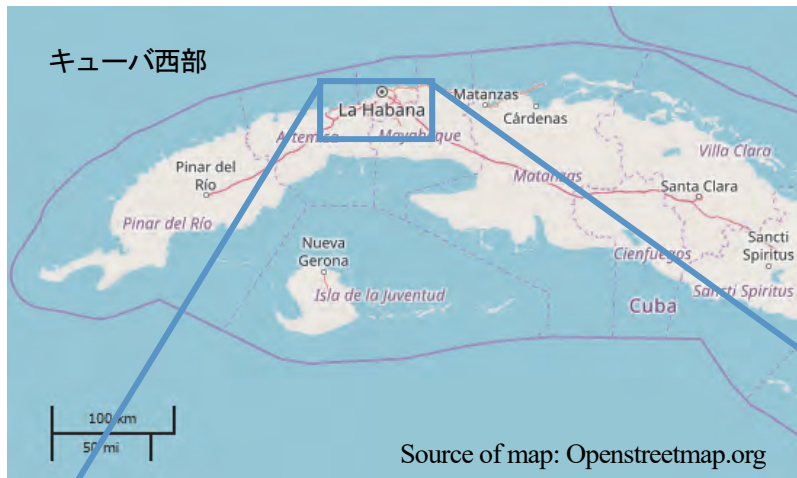 キューバ西部
La Habana
Matanzas
Cárdenas
Artemisa
Mayabeque
Villa Clara
Pinar del
Río
Matanzas
Santa Clara
Pinar del Río
Nueva
Gerona
Sancti
Spiritus
Cienfuegos
Isla de la Juventud
Sancti Spiritus
Cuba
100 km
50 mi
Source of map: Openstreetmap.org